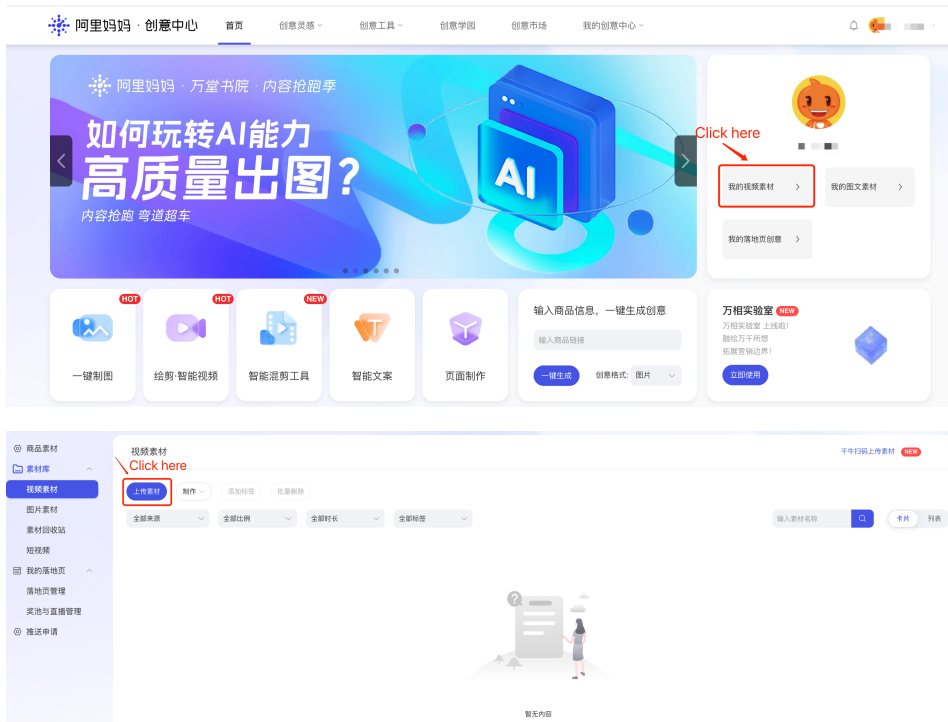 阿里妈妈 · 创意中心
首页
创意灵感
创意工具
创意学园
创意市场
我的创意中心
阿里妈妈 · 万堂书院 · 内容抢跑季
如何玩转AI能力
高质量出图?
内容抢跑 弯道超车
AI
Click here
我的视频素材
我的图文素材
我的落地页创意
HOT
一键制图
HOT
绘剪·智能视频
NEW
智能混剪工具
T
智能文案
页面制作
输入商品信息，一键生成创意
输入商品链接
一键生成
创意格式:
图片
万相实验室 NEW
万相实验室 上线啦!
融绘万千所想
拓展营销边界!
立即使用
商品素材
素材库
视频素材
图片素材
素材回收站
短视频
我的落地页
落地页管理
奖池与直播管理
推送申请
视频素材
千牛扫码上传素材 NEW
Click here
上传素材
制作
添加标签
批量删除
全部来源
全部比例
全部时长
全部标签
输入素材名称
卡片
列表
?
暂无内容